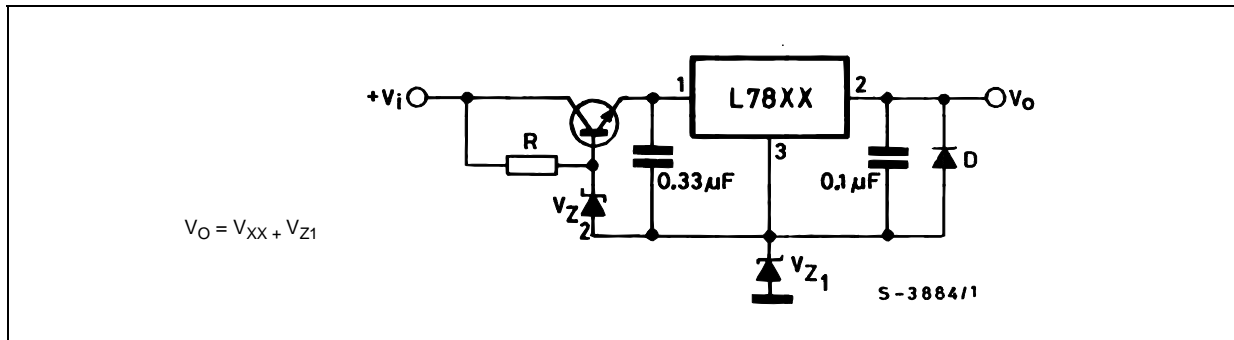 +Vi
1
L78XX
2
Vo
R
3
D
0.33µF
0.1µF
VZ2
VO = VXX + VZ1
VZ1
S-3884/1